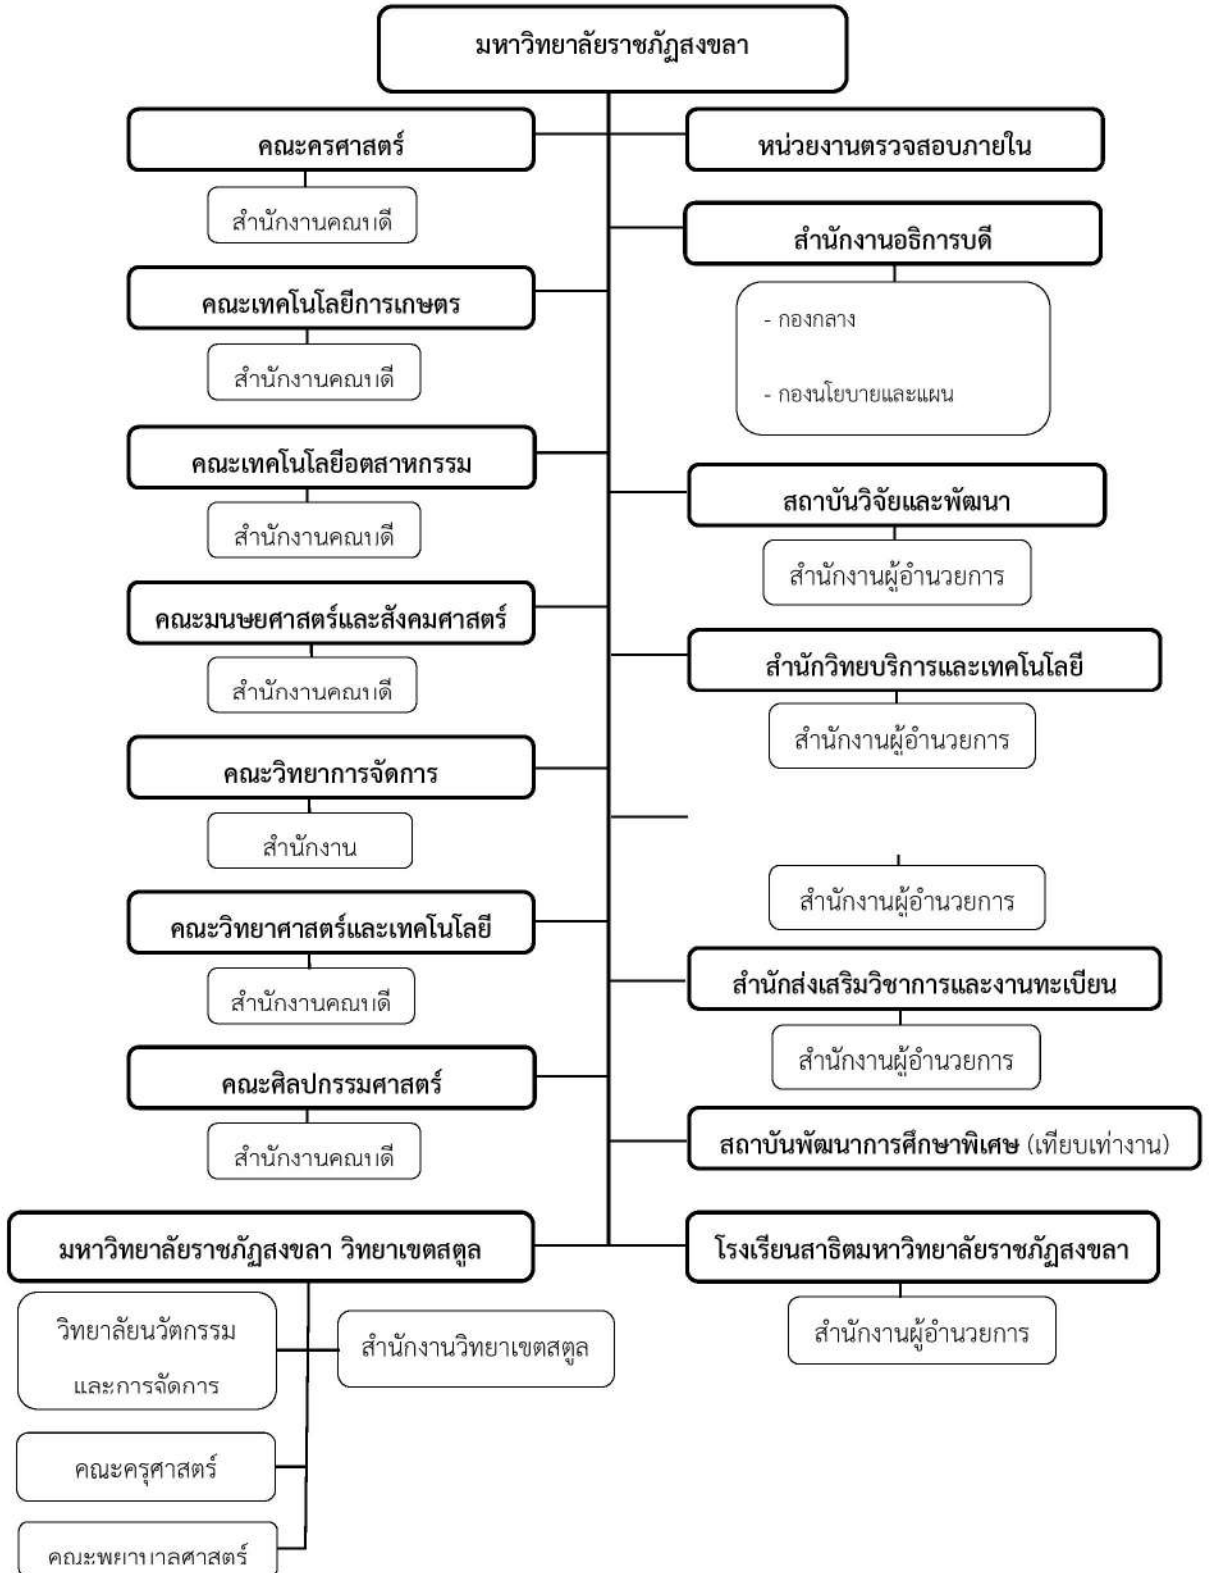 มหาวิทยาลัยราชภัฏสงขลา
คณะครศาสตร์
สำนักงานคณบดี
คณะเทคโนโลยีการเกษตร
สำนักงานคณบดี
คณะเทคโนโลยีอตสาหกรรม
สำนักงานคณบดี
คณะมนษยศาสตร์และสังคมศาสตร์
สำนักงานคณบดี
คณะวิทยาการจัดการ
สำนักงาน
คณะวิทยาศาสตร์และเทคโนโลยี
สำนักงานคณบดี
คณะศิลปกรรมศาสตร์
สำนักงานคณบดี
มหาวิทยาลัยราชภัฏสงขลา วิทยาเขตสตูล
วิทยาลัยนวัตกรรม
และการจัดการ
สำนักงานวิทยาเขตสตูล
คณะครุศาสตร์
คณะพยาบาลศาสตร์
หน่วยงานตรวจสอบภายใน
สำนักงานอธิการบดี
- กองกลาง
- กองนโยบายและแผน
สถาบันวิจัยและพัฒนา
สำนักงานผู้อำนวยการ
สำนักวิทยบริการและเทคโนโลยี
สำนักงานผู้อำนวยการ
สำนักงานผู้อำนวยการ
สำนักส่งเสริมวิชาการและงานทะเบียน
สำนักงานผู้อำนวยการ
สถาบันพัฒนาการศึกษาพิเศษ (เทียบเท่างาน)
โรงเรียนสาธิตมหาวิทยาลัยราชภัฏสงขลา
สำนักงานผู้อำนวยการ